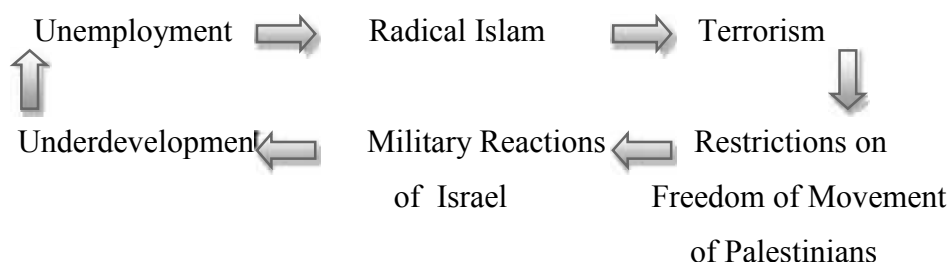 Unemployment Radical Islam Terrorism
Underdevelopment Military Reactions Restrictions on
of Israel Freedom of Movement
of Palestinians